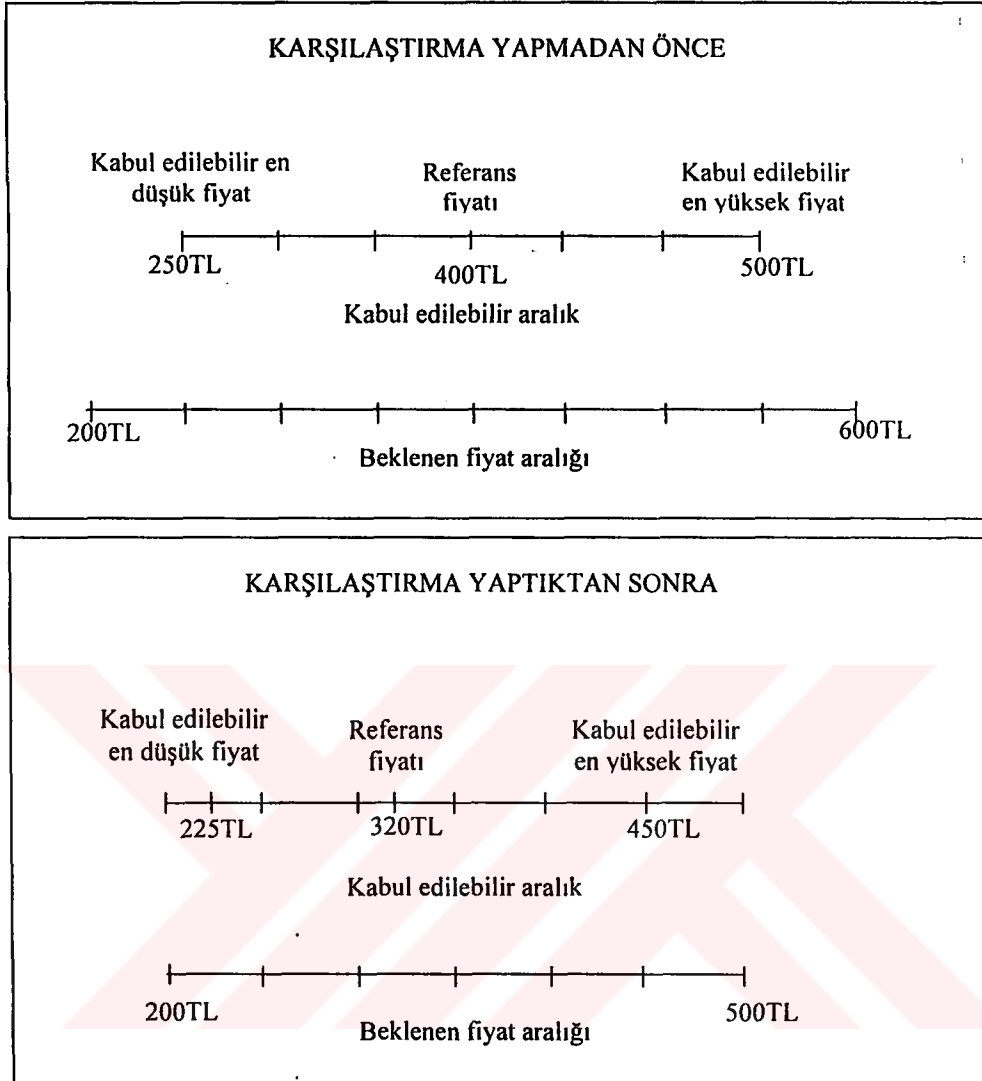 KARŞILAŞTIRMA YAPMADAN ÖNCE
Kabul edilebilir en
düşük fiyat
Referans
fiyatı
Kabul edilebilir
en yüksek fiyat
250TL
400TL
500TL
Kabul edilebilir aralık
200TL
600TL
Beklenen fiyat aralığı
KARŞILAŞTIRMA YAPTIKTAN SONRA
Kabul edilebilir
en düşük fiyat
Referans
fiyatı
Kabul edilebilir
en yüksek fiyat
225TL
320TL
450TL
Kabul edilebilir aralık
200TL
500TL
Beklenen fiyat aralığı